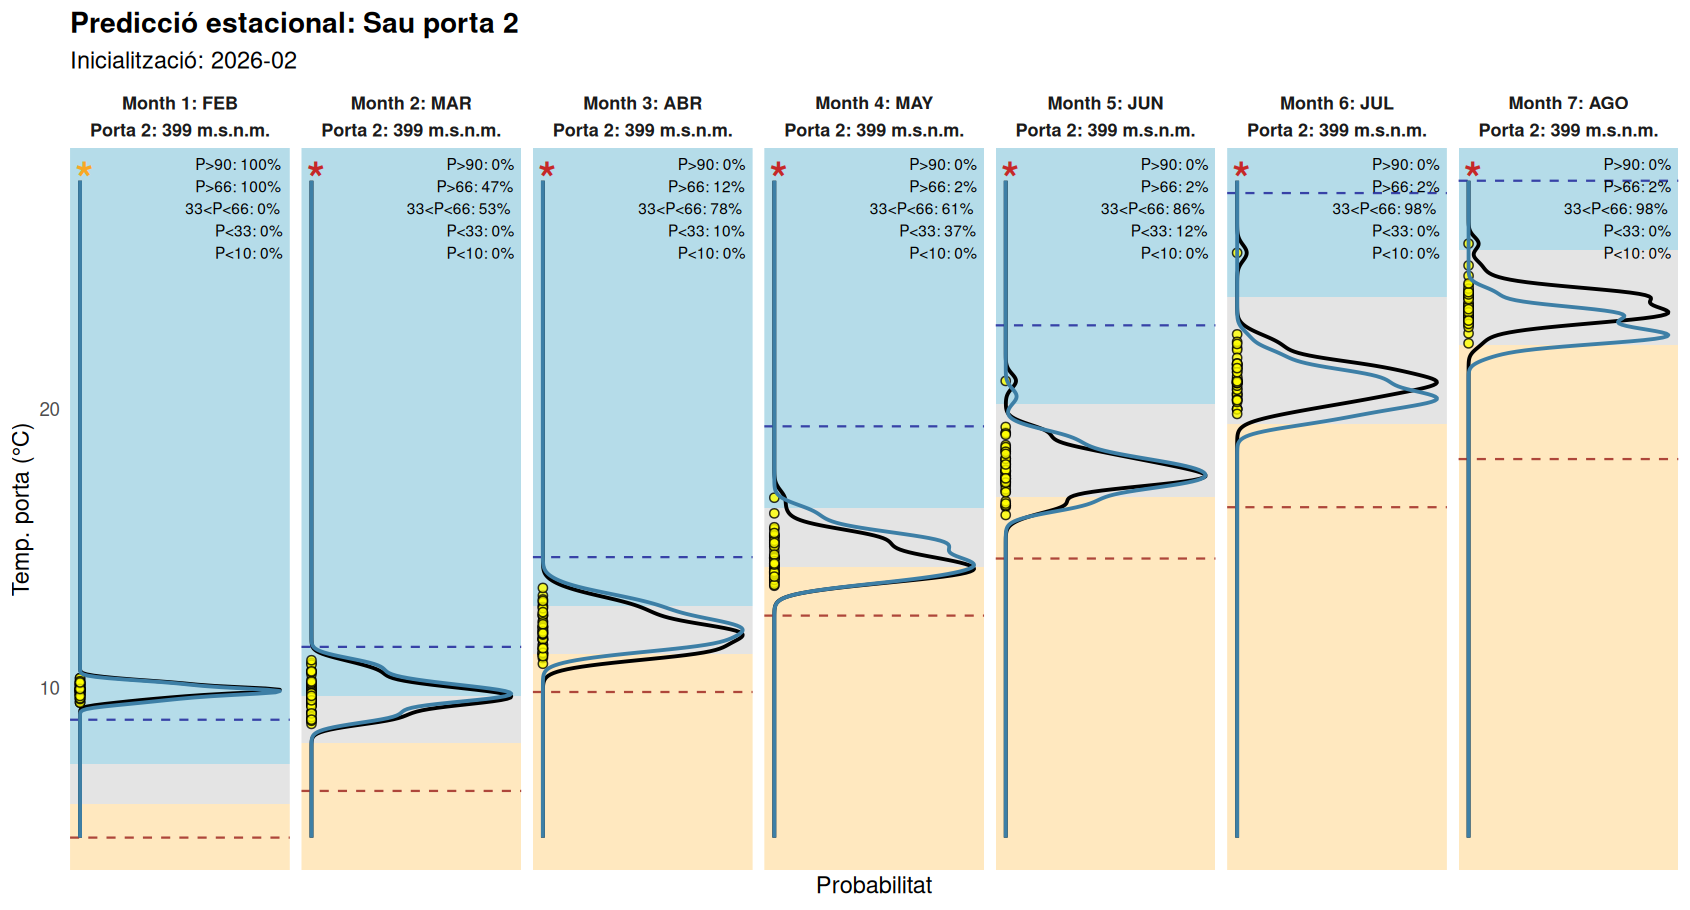 Predicció estacional: Sau porta 2
Inicialització: 2026-02
Month 1: FEB
Porta 2: 399 m.s.n.m.
Month 2: MAR
Porta 2: 399 m.s.n.m.
Month 3: ABR
Porta 2: 399 m.s.n.m.
Month 4: MAY
Porta 2: 399 m.s.n.m.
Month 5: JUN
Porta 2: 399 m.s.n.m.
Month 6: JUL
Porta 2: 399 m.s.n.m.
Month 7: AGO
Porta 2: 399 m.s.n.m.
*
P>90: 100%
P>66: 100%
33<P<66: 0%
P<33: 0%
P<10: 0%
*
P>90: 0%
P>66: 47%
33<P<66: 53%
P<33: 0%
P<10: 0%
*
P>90: 0%
P>66: 12%
33<P<66: 78%
P<33: 10%
P<10: 0%
*
P>90: 0%
P>66: 2%
33<P<66: 61%
P<33: 37%
P<10: 0%
*
P>90: 0%
P>66: 2%
33<P<66: 86%
P<33: 12%
P<10: 0%
*
P>90: 0%
P>66: 2%
33<P<66: 98%
P<33: 0%
P<10: 0%
*
P>90: 0%
P>66: 2%
33<P<66: 98%
P<33: 0%
P<10: 0%
Temp. porta (°C)
20
10
Probabilitat